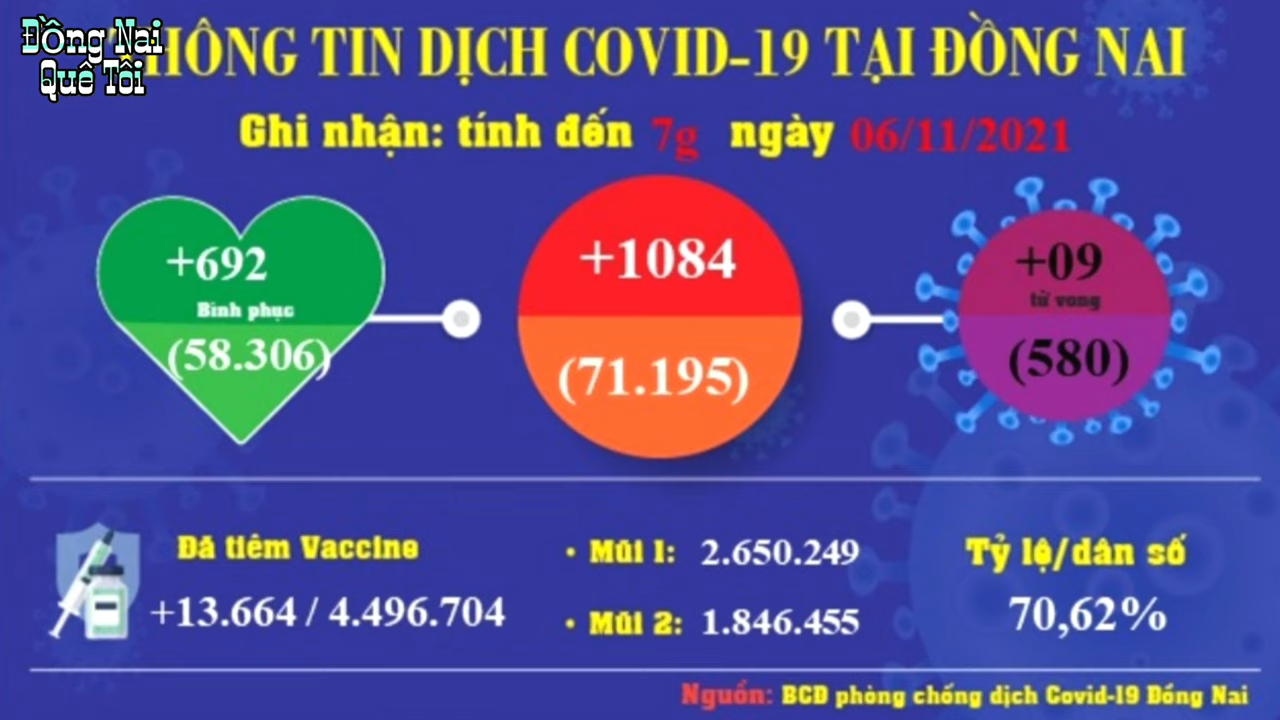 Đồng Nai
Quê Tôi
THÔNG TIN DỊCH COVID-19 TẠI ĐỒNG NAI
Ghi nhận: tính đến 7g ngày 06/11/2021
+692
Bình phục
(58.306)
+1084
(71.195)
+09
tử vong
(580)
Đã tiêm Vaccine
+13.664 / 4.496.704
• Mũi 1: 2.650.249
• Mũi 2: 1.846.455
Tỷ lệ/dân số
70,62%
Nguồn: BCĐ phòng chống dịch Covid-19 Đồng Nai